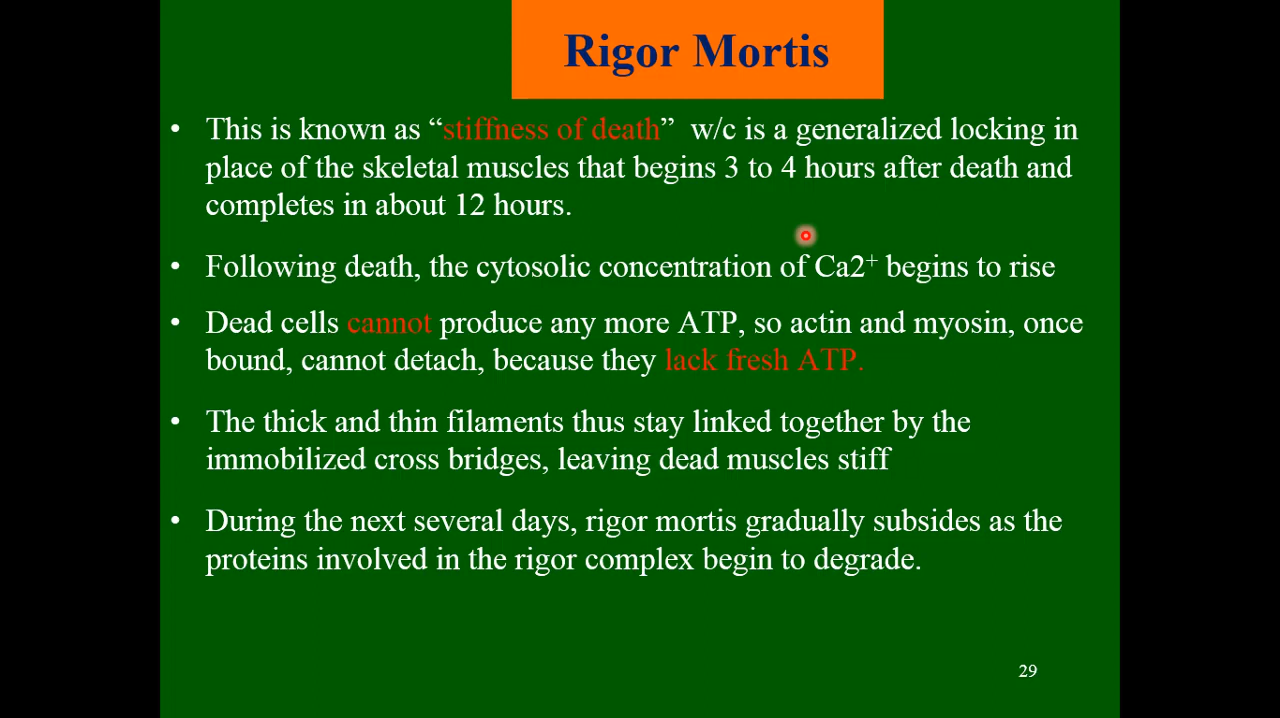 Rigor Mortis
• This is known as “stiffness of death” w/c is a generalized locking in
place of the skeletal muscles that begins 3 to 4 hours after death and
completes in about 12 hours.
• Following death, the cytosolic concentration of Ca2⁺ begins to rise
• Dead cells cannot produce any more ATP, so actin and myosin, once
bound, cannot detach, because they lack fresh ATP.
• The thick and thin filaments thus stay linked together by the
immobilized cross bridges, leaving dead muscles stiff
• During the next several days, rigor mortis gradually subsides as the
proteins involved in the rigor complex begin to degrade.
29